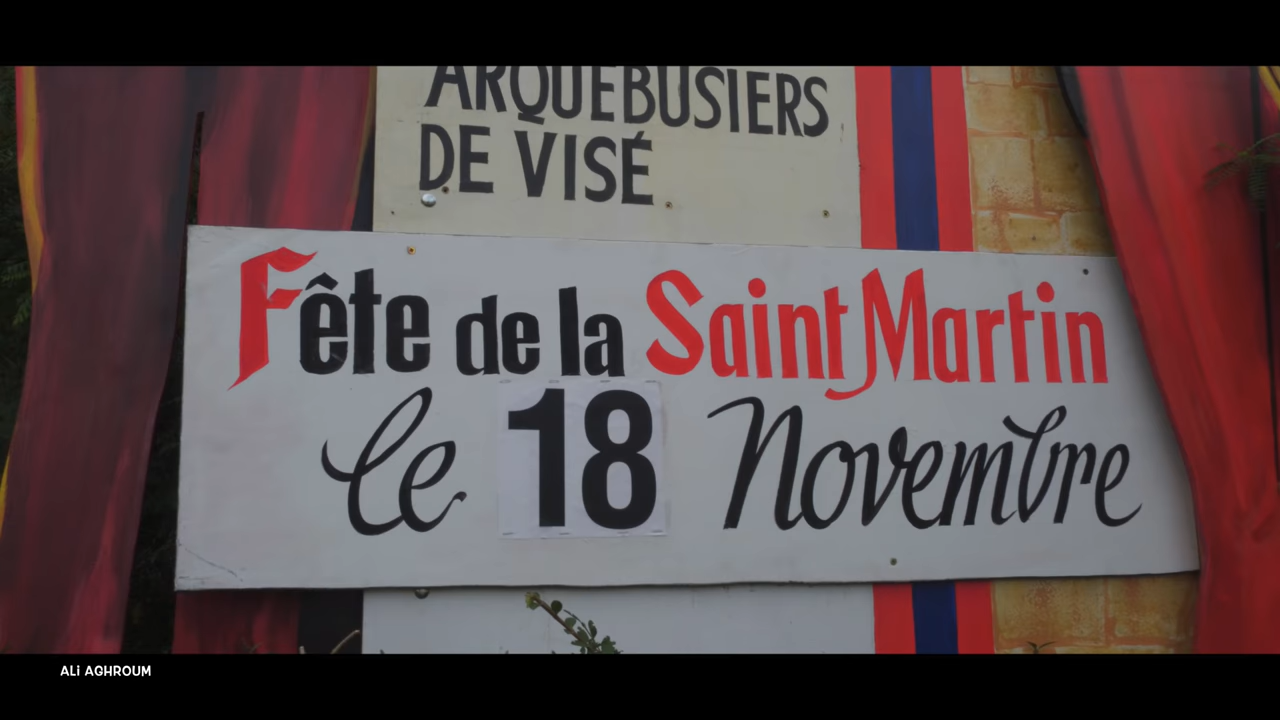 ARQUEBUSIERS
DE VISÉ
Fête de la Saint Martin
le 18 Novembre
ALi AGHROUM